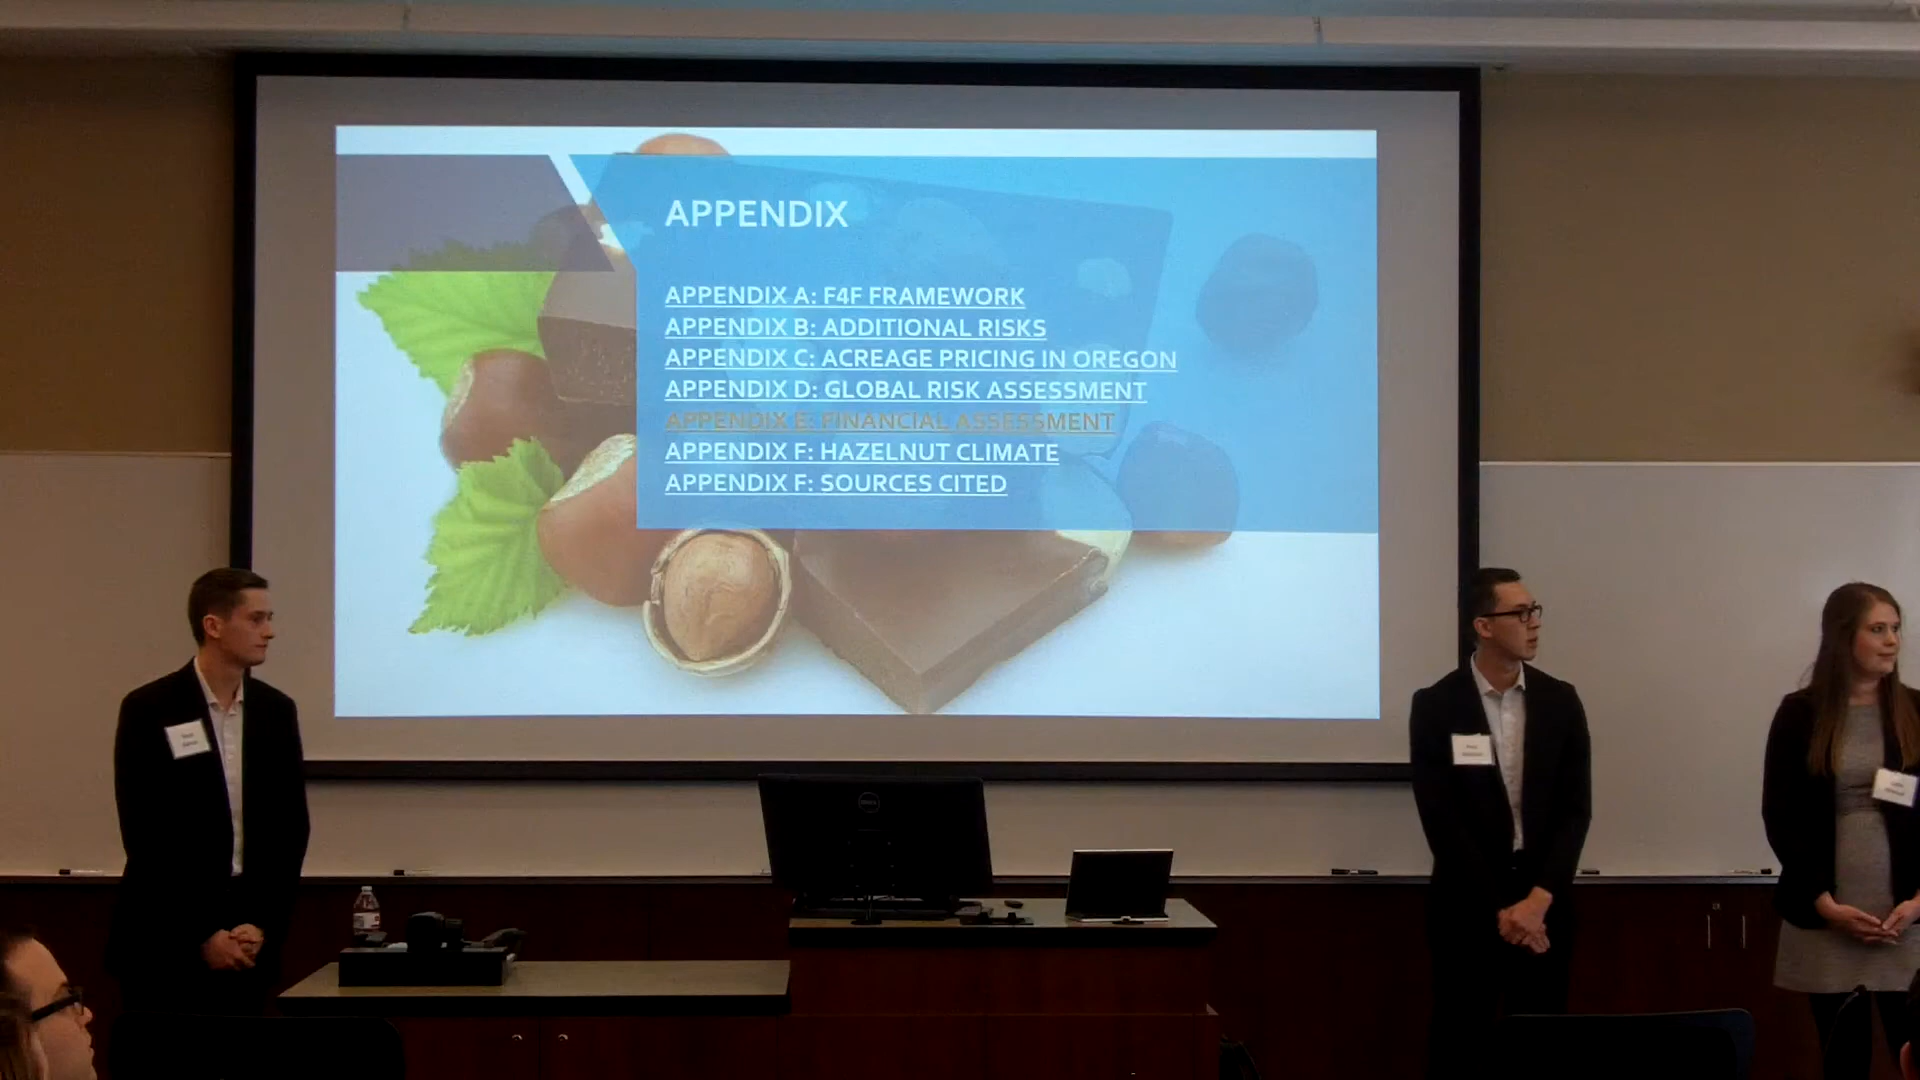 APPENDIX
APPENDIX A: F4F FRAMEWORK
APPENDIX B: ADDITIONAL RISKS
APPENDIX C: ACREAGE PRICING IN OREGON
APPENDIX D: GLOBAL RISK ASSESSMENT
APPENDIX E: FINANCIAL ASSESSMENT
APPENDIX F: HAZELNUT CLIMATE
APPENDIX F: SOURCES CITED